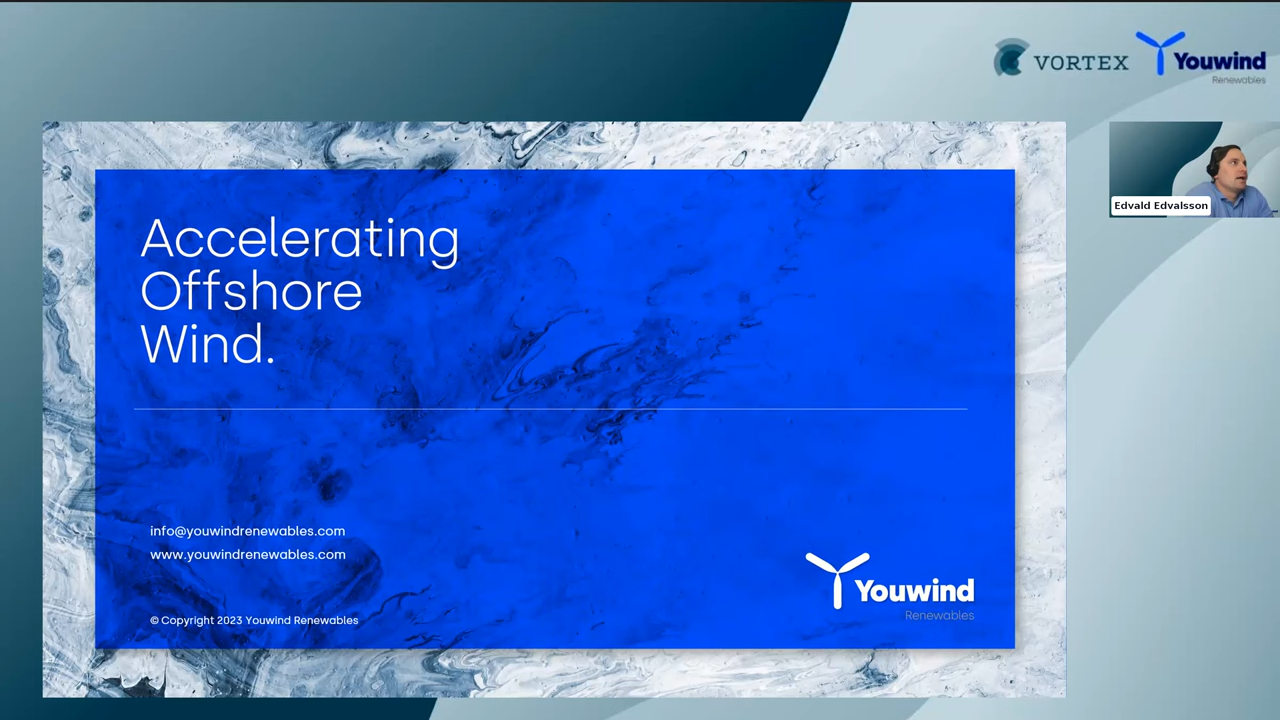 VORTEX
Youwind
Renewables
Edvald Edvalsson
Accelerating
Offshore
Wind.
info@youwindrenewables.com
www.youwindrenewables.com
© Copyright 2023 Youwind Renewables
Youwind
Renewables